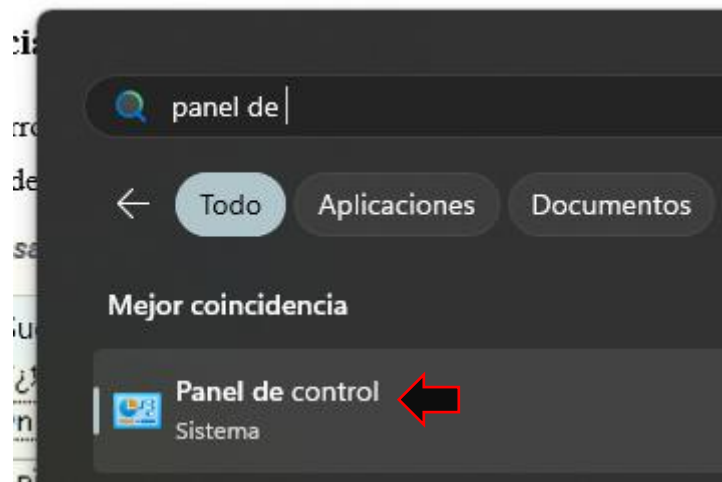 panel de
Todo Aplicaciones Documentos
Mejor coincidencia
Panel de control
Sistema